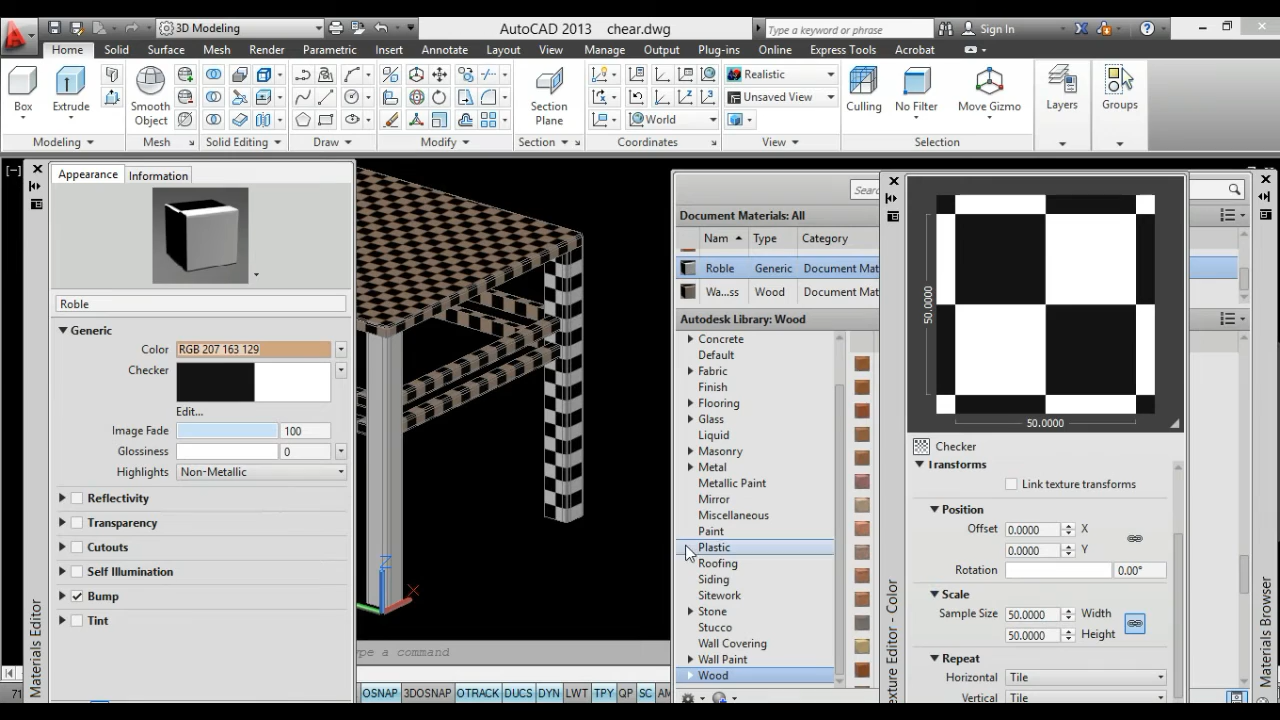 3D Modeling
AutoCAD 2013 chear.dwg
Type a keyword or phrase
Sign In
Home Solid Surface Mesh Render Parametric Insert Annotate Layout View Manage Output Plug-ins Online Express Tools Acrobat
Box
Extrude
Smooth
Object
Section
Plane
Realistic
Unsaved View
World
Culling
No Filter
Move Gizmo
Layers
Groups
Modeling
Mesh
Solid Editing
Draw
Modify
Section
Coordinates
View
Selection
[–]
Appearance
Information
Roble
Generic
Color RGB 207 163 129
Checker
Edit...
Image Fade 100
Glossiness 0
Highlights Non-Metallic
Reflectivity
Transparency
Cutouts
Self Illumination
Bump
Tint
Materials Editor
Z
X
pe a command
71
OSNAP 3DOSNAP OTRACK DUCS DYN LWT TPY QP SC AM
Sear
Document Materials: All
Nam Type Category
Roble Generic Document Mat
Wa...ss Wood Document Mat
Autodesk Library: Wood
Concrete
Default
Fabric
Finish
Flooring
Glass
Liquid
Masonry
Metal
Metallic Paint
Mirror
Miscellaneous
Paint
Plastic
Roofing
Siding
Sitework
Stone
Stucco
Wall Covering
Wall Paint
Wood
50.0000
50.0000
Checker
Transforms
Link texture transforms
Position
Offset 0.0000 X
0.0000 Y
Rotation 0.00°
Scale
Sample Size 50.0000 Width
50.0000 Height
Repeat
Horizontal Tile
Vertical Tile
exture Editor - Color
Materials Browser